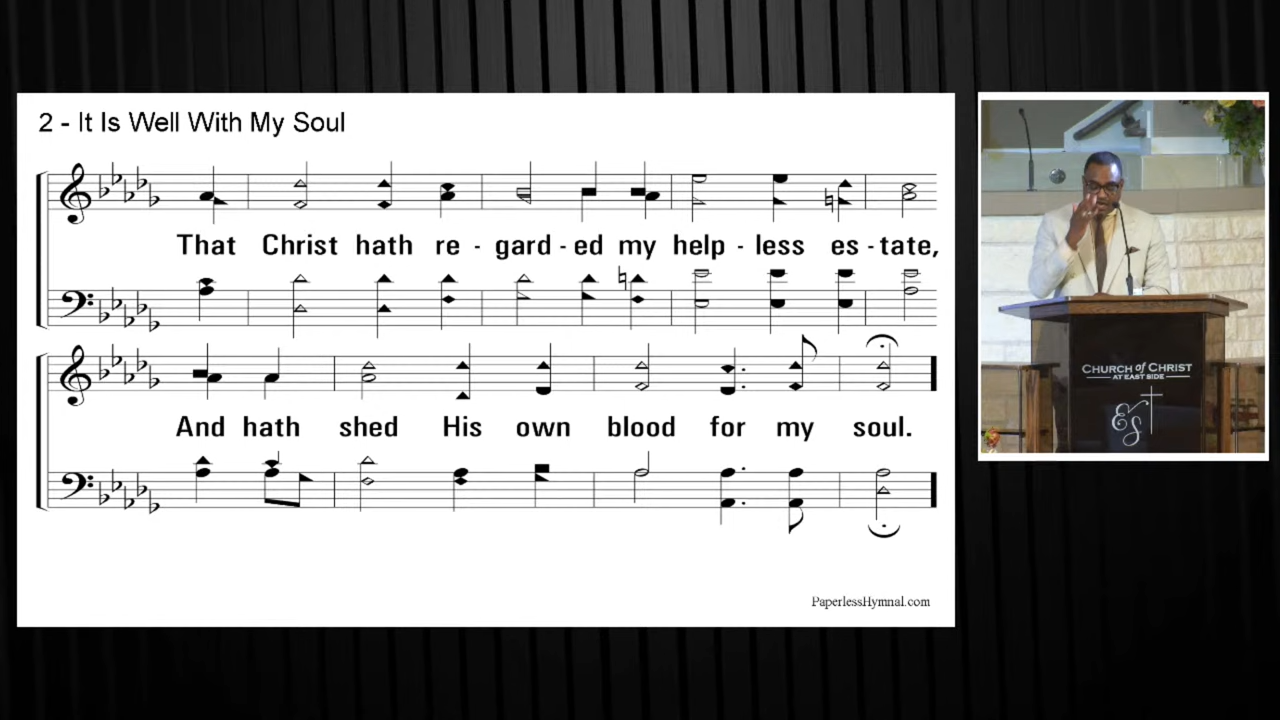 2 - It Is Well With My Soul
That Christ hath re - gard - ed my help - less es - tate,
And hath shed His own blood for my soul.
PaperlessHymnal.com
CHURCH of CHRIST
AT EAST SIDE
ES